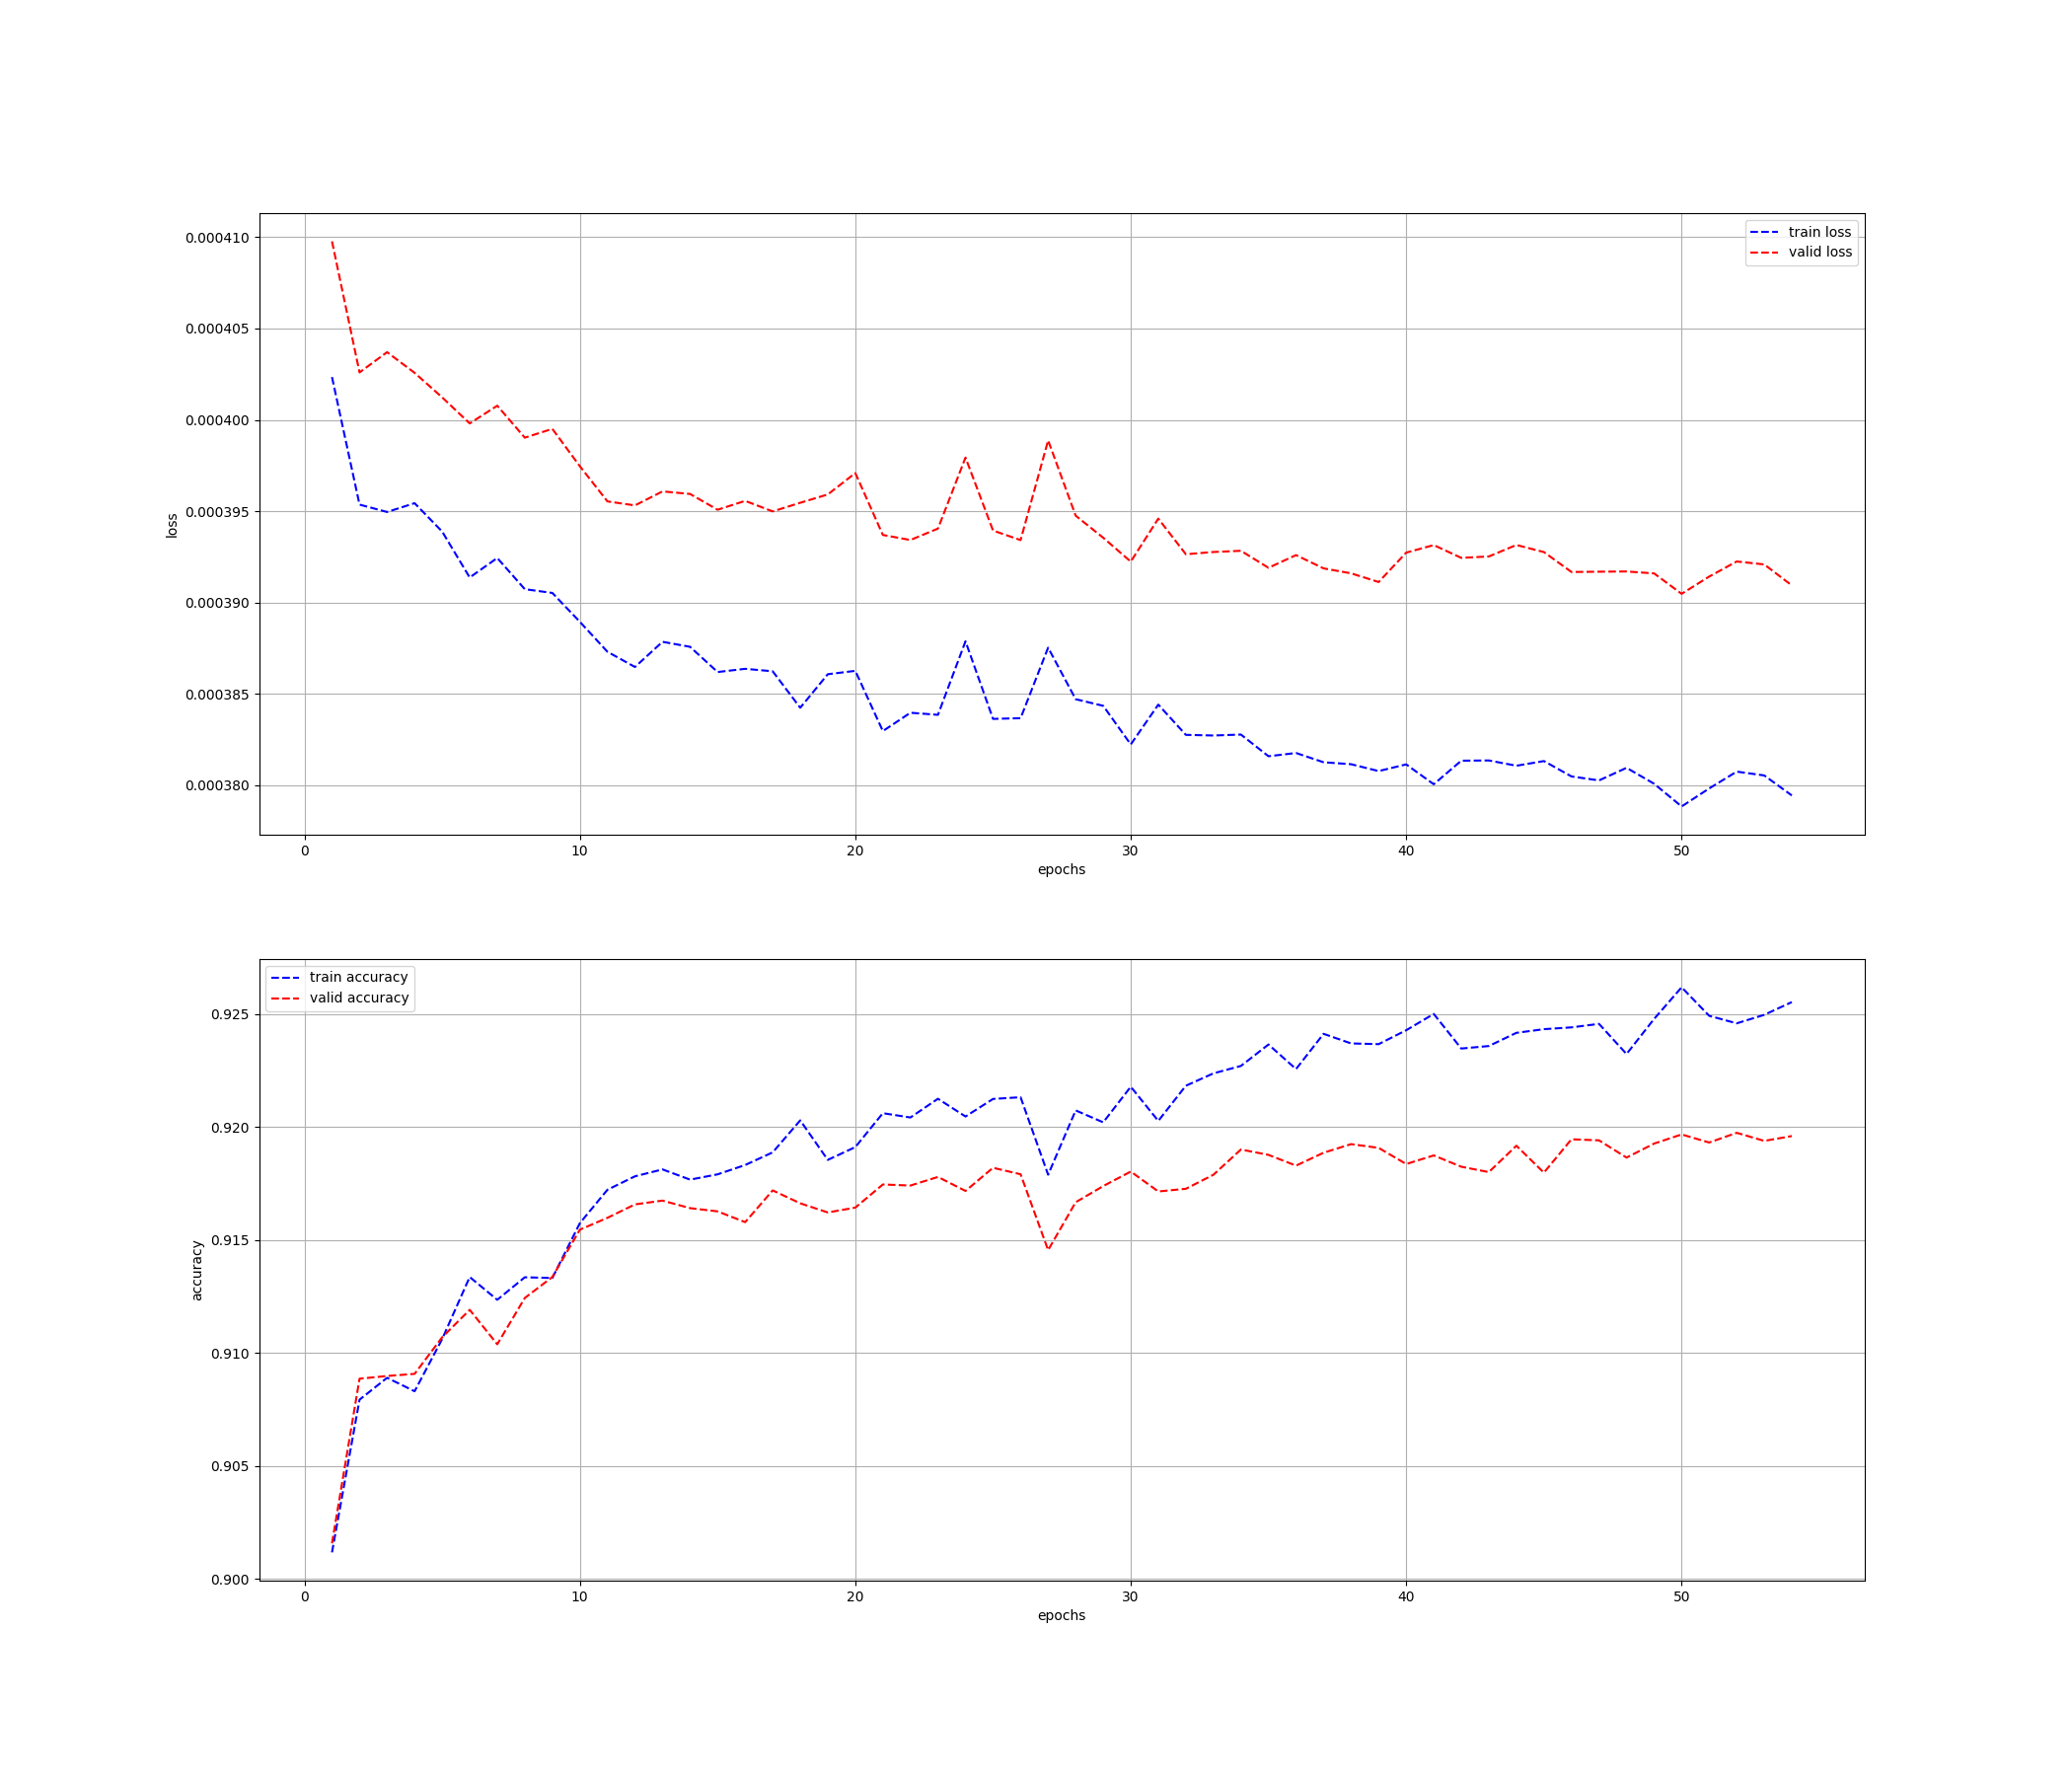 0.000410
0.000405
0.000400
0.000395
0.000390
0.000385
0.000380
loss
train loss
valid loss
0 10 20 30 40 50
epochs
train accuracy
valid accuracy
0.925
0.920
0.915
0.910
0.905
0.900
accuracy
0 10 20 30 40 50
epochs